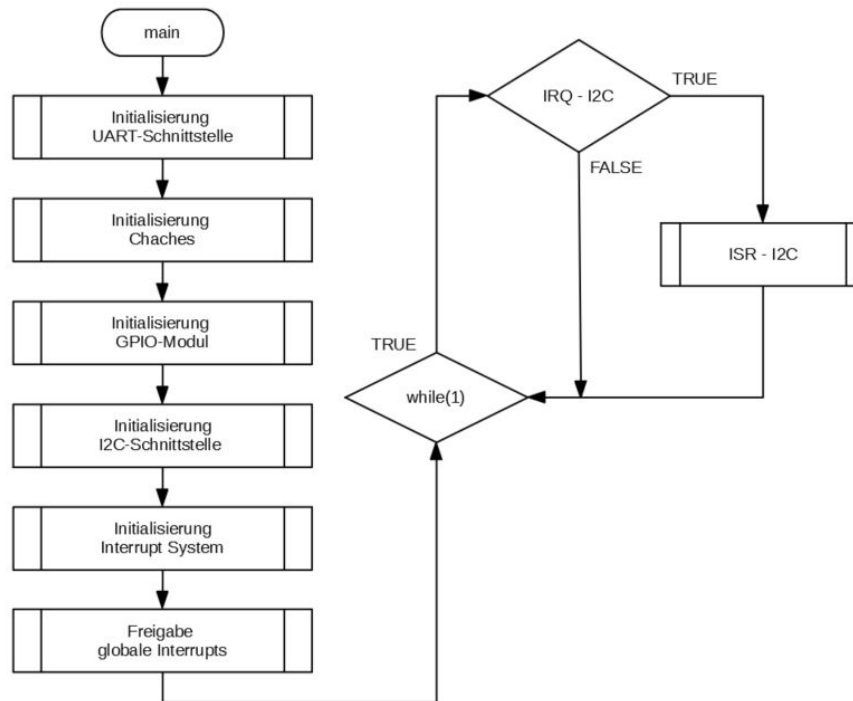 main
Initialisierung
UART-Schnittstelle
Initialisierung
Chaches
Initialisierung
GPIO-Modul
Initialisierung
I2C-Schnittstelle
Initialisierung
Interrupt System
Freigabe
globale Interrupts
IRQ - I2C
TRUE
FALSE
ISR - I2C
TRUE
while(1)